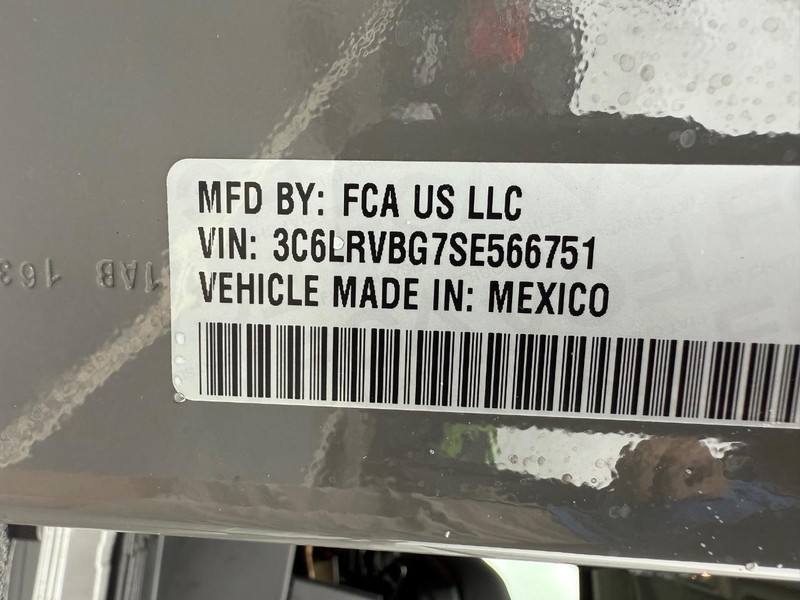 MFD BY: FCA US LLC
VIN: 3C6LRVBG7SE566751
VEHICLE MADE IN: MEXICO